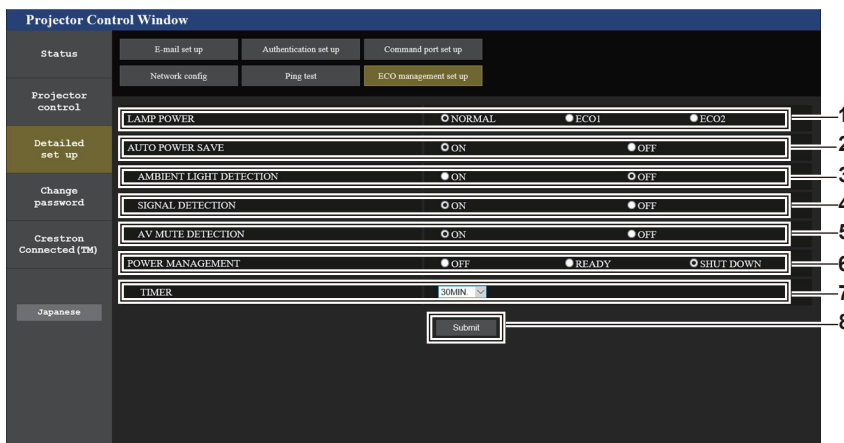 Projector Control Window
Status
E-mail set up
Authentication set up
Command port set up
Network config
Ping test
ECO management set up
Projector
control
Detailed
set up
Change
password
Crestron
Connected(TM)
Japanese
LAMP POWER NORMAL ECO1 ECO2 1
AUTO POWER SAVE ON OFF 2
AMBIENT LIGHT DETECTION ON OFF 3
SIGNAL DETECTION ON OFF 4
AV MUTE DETECTION ON OFF 5
POWER MANAGEMENT OFF READY SHUT DOWN 6
TIMER 30MIN. 7
Submit 8